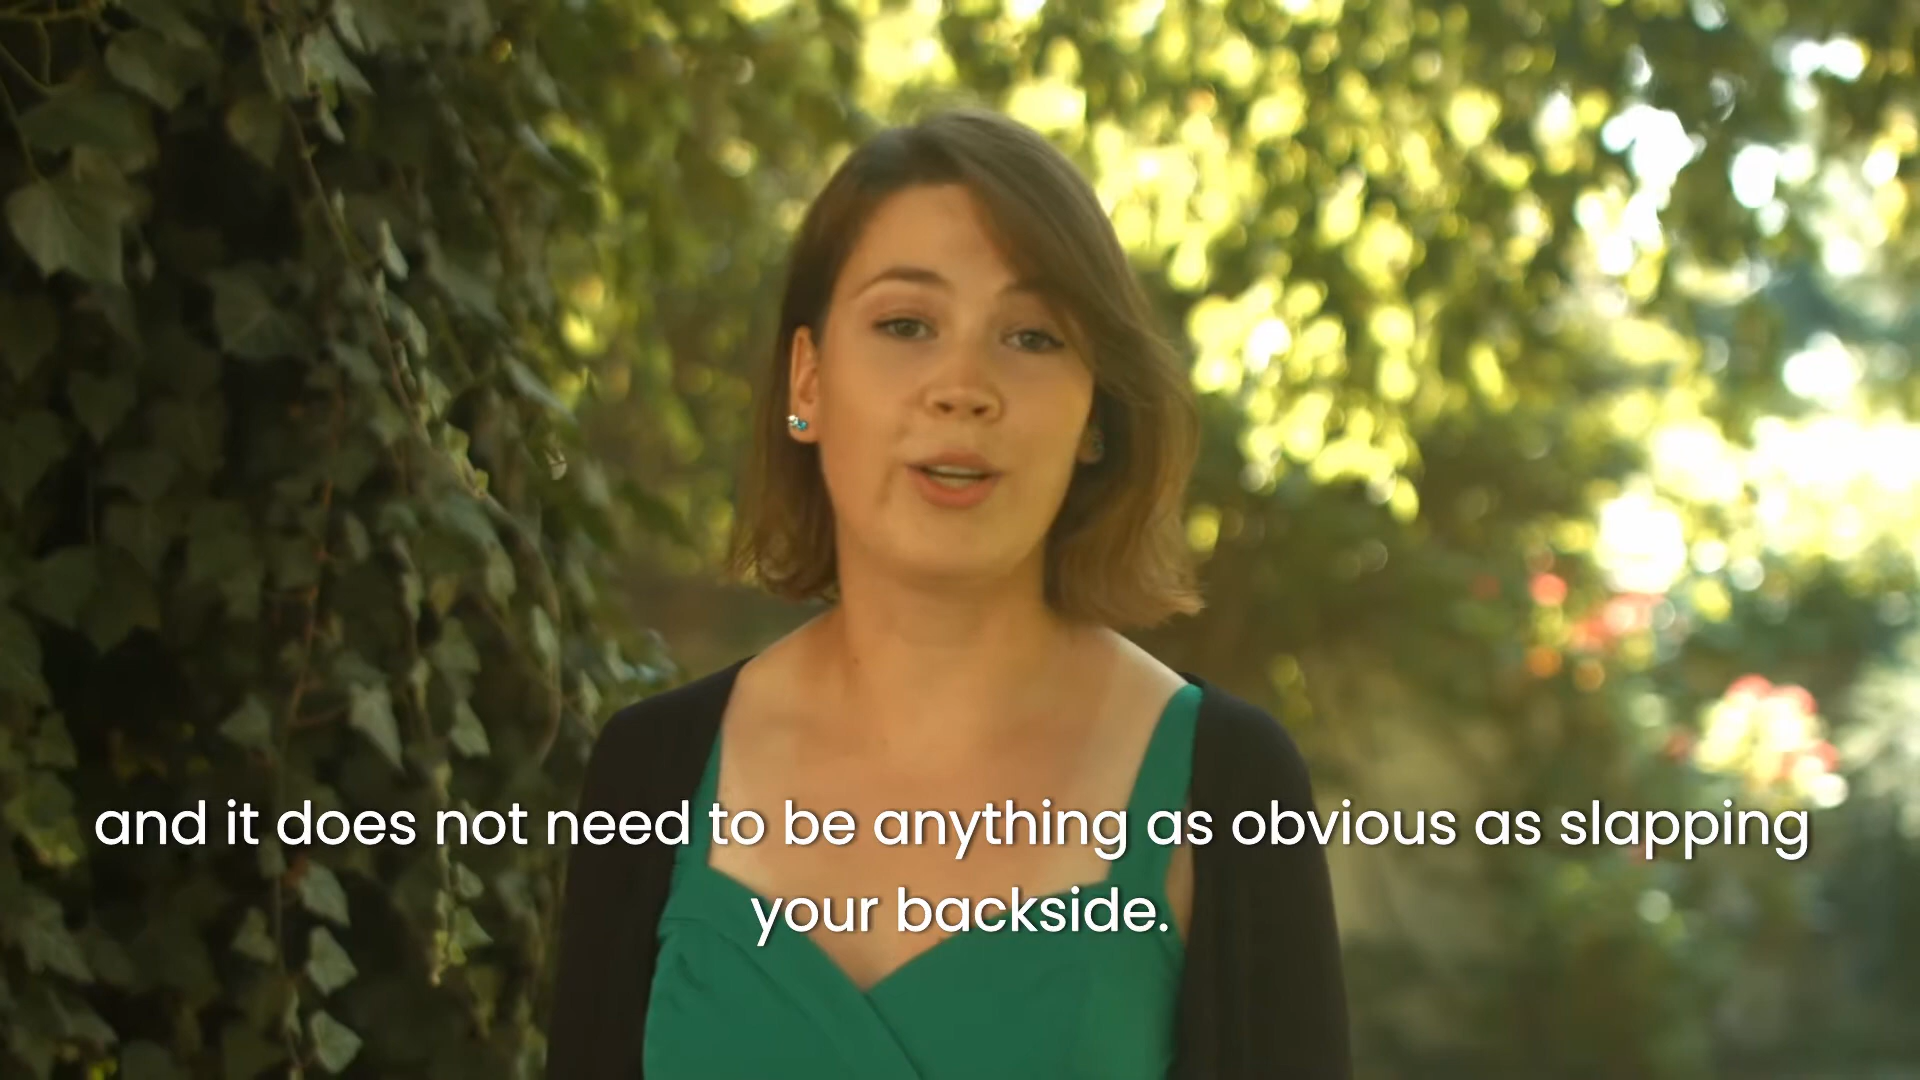 and it does not need to be anything as obvious as slapping
your backside.